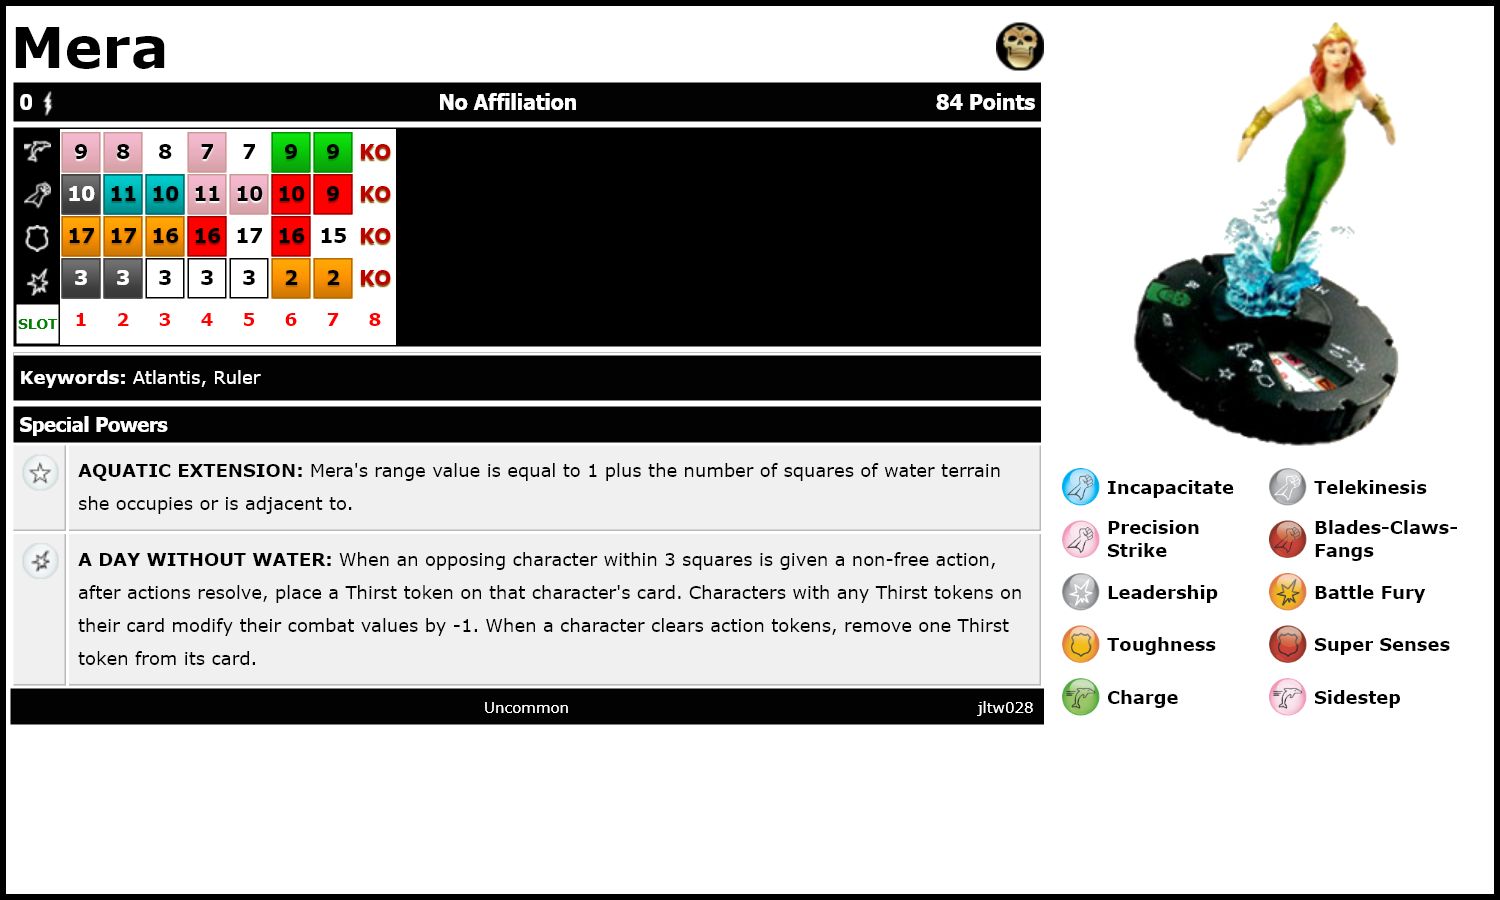 Mera
0 No Affiliation 84 Points
9 8 8 7 7 9 9 KO
10 11 10 11 10 10 9 KO
17 17 16 16 17 16 15 KO
3 3 3 3 3 2 2 KO
SLOT 1 2 3 4 5 6 7 8
Keywords: Atlantis, Ruler
Special Powers
AQUATIC EXTENSION: Mera's range value is equal to 1 plus the number of squares of water terrain
she occupies or is adjacent to.
A DAY WITHOUT WATER: When an opposing character within 3 squares is given a non-free action,
after actions resolve, place a Thirst token on that character's card. Characters with any Thirst tokens on
their card modify their combat values by -1. When a character clears action tokens, remove one Thirst
token from its card.
Uncommon jltw028
Incapacitate Telekinesis
Precision Strike
Blades-Claws-Fangs
Leadership Battle Fury
Toughness Super Senses
Charge Sidestep